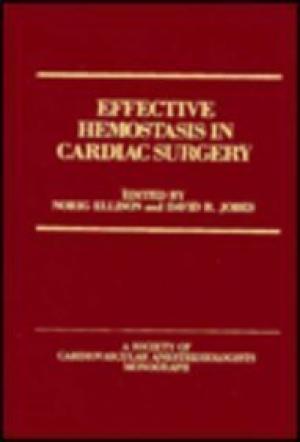 EFFECTIVE
HEMOSTASIS IN
CARDIAC SURGERY
EDITED BY
NORIG ELLISON and DAVID R. JOBES
A SOCIETY OF
CARDIOVASCULAR ANESTHESIOLOGISTS
MONOGRAPH